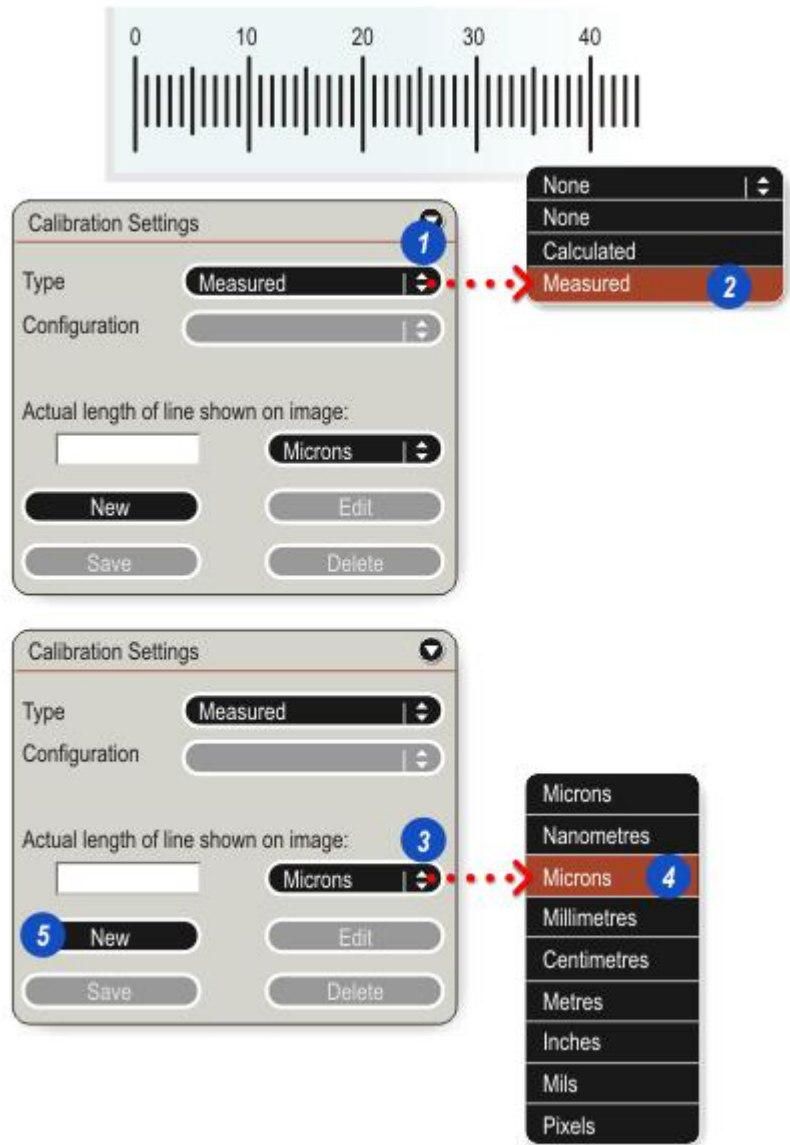 0 10 20 30 40
None
None
Calculated
Measured 2
Calibration Settings
1
Type Measured
Configuration
Actual length of line shown on image:
Microns
New Edit
Save Delete
Calibration Settings
Type Measured
Configuration
Actual length of line shown on image:
3
Microns
5 New Edit
Save Delete
Microns
Nanometres
Microns 4
Millimetres
Centimetres
Metres
Inches
Mils
Pixels